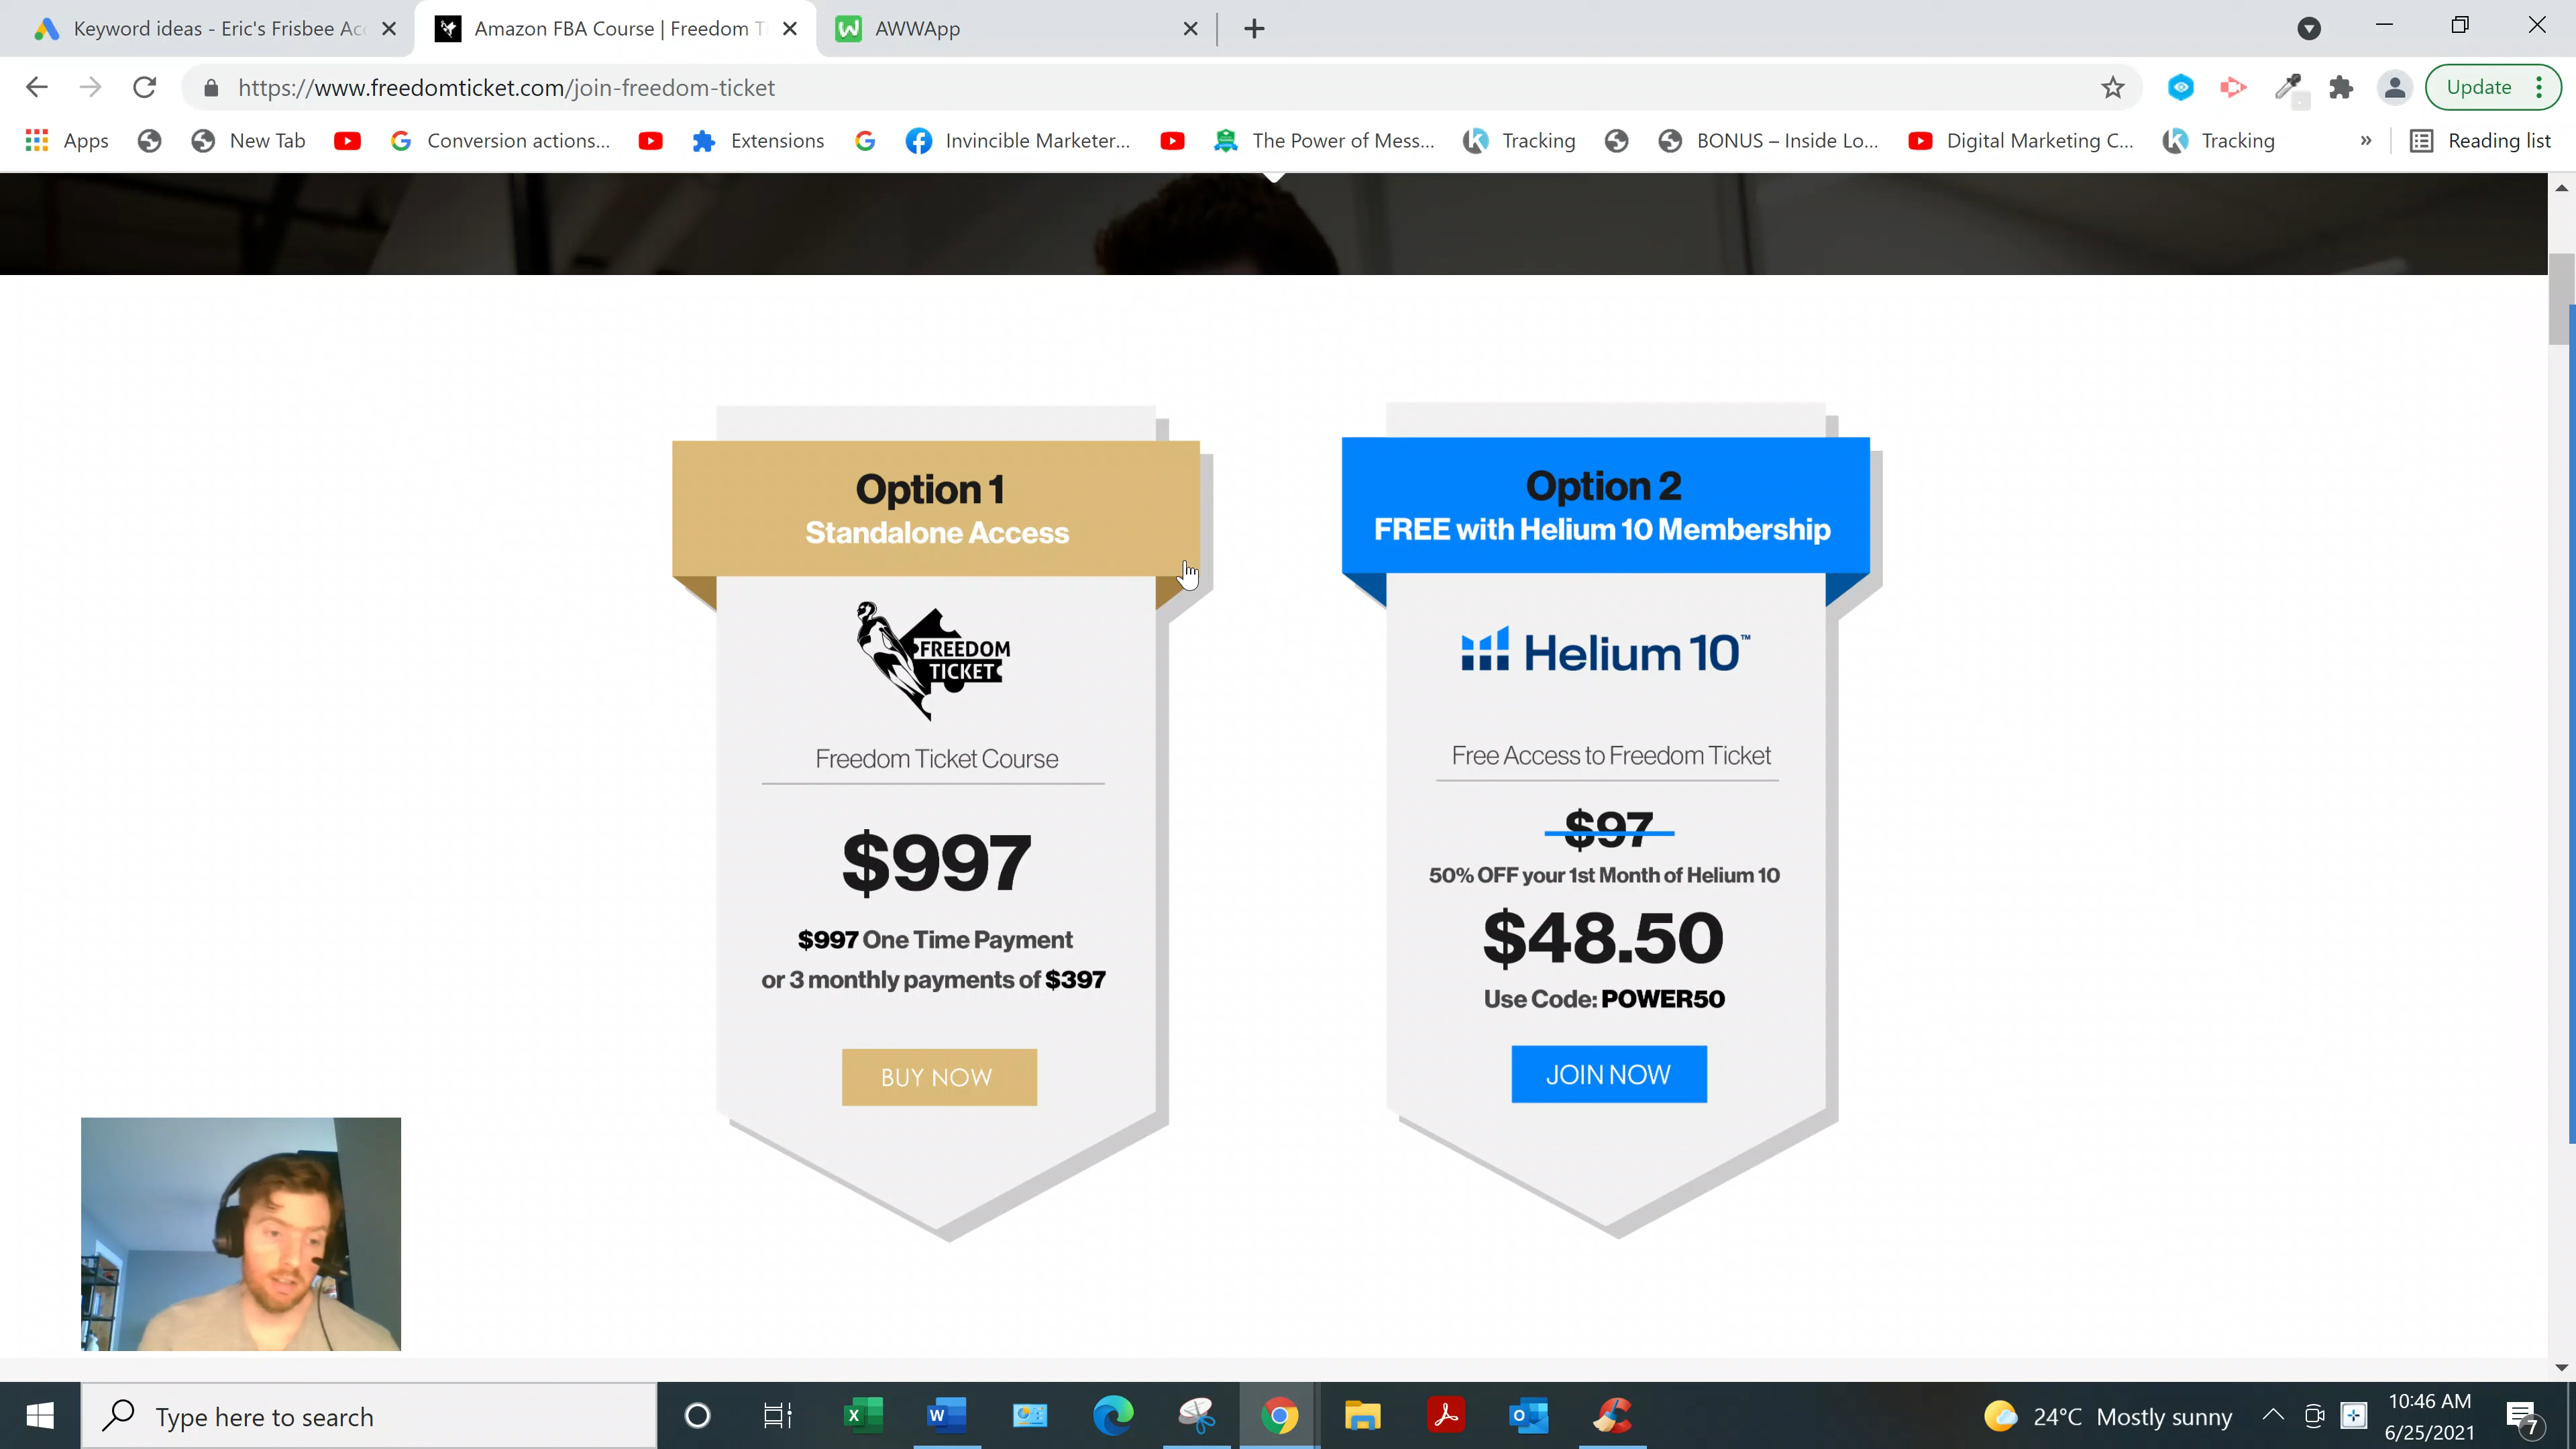 Keyword ideas - Eric's Frisbee Acc
Amazon FBA Course | Freedom T
AWWApp
https://www.freedomticket.com/join-freedom-ticket
Update
Apps
New Tab
Conversion actions...
Extensions
Invincible Marketer...
The Power of Mess...
Tracking
BONUS – Inside Lo...
Digital Marketing C...
Tracking
»
Reading list
Option 1
Standalone Access
FREEDOM
TICKET
Freedom Ticket Course
$997
$997 One Time Payment
or 3 monthly payments of $397
BUY NOW
Option 2
FREE with Helium 10 Membership
Helium 10™
Free Access to Freedom Ticket
$97
50% OFF your 1st Month of Helium 10
$48.50
Use Code: POWER50
JOIN NOW
Type here to search
24°C Mostly sunny
10:46 AM
6/25/2021
7